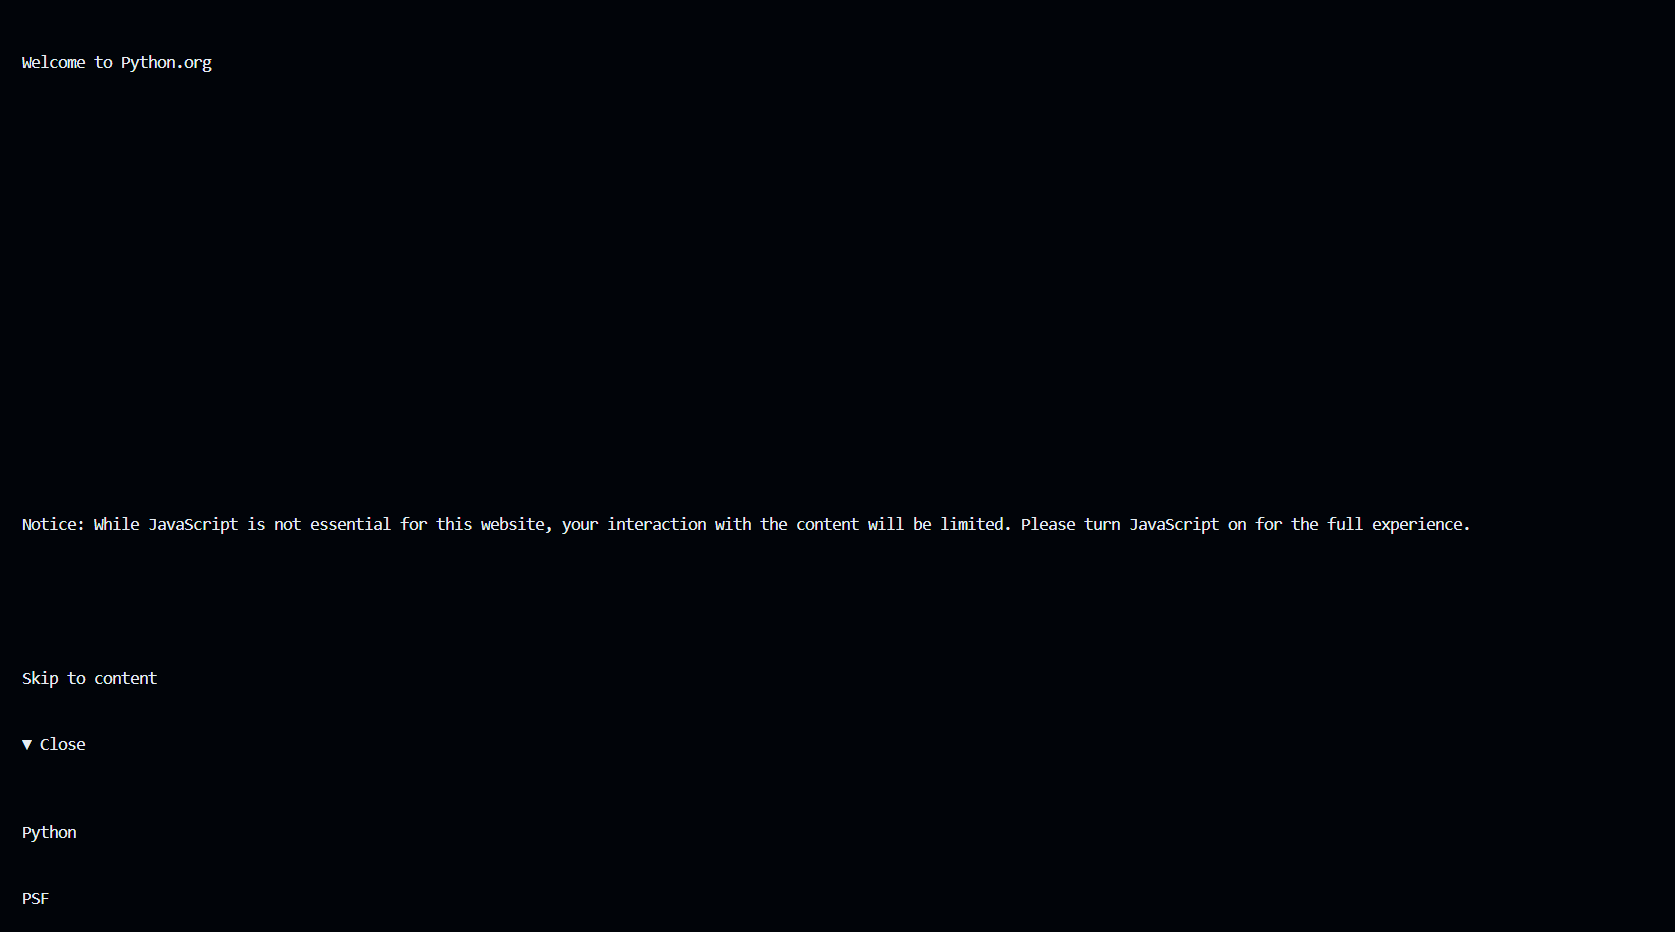 Welcome to Python.org
Notice: While JavaScript is not essential for this website, your interaction with the content will be limited. Please turn JavaScript on for the full experience.
Skip to content
▼ Close
Python
PSF